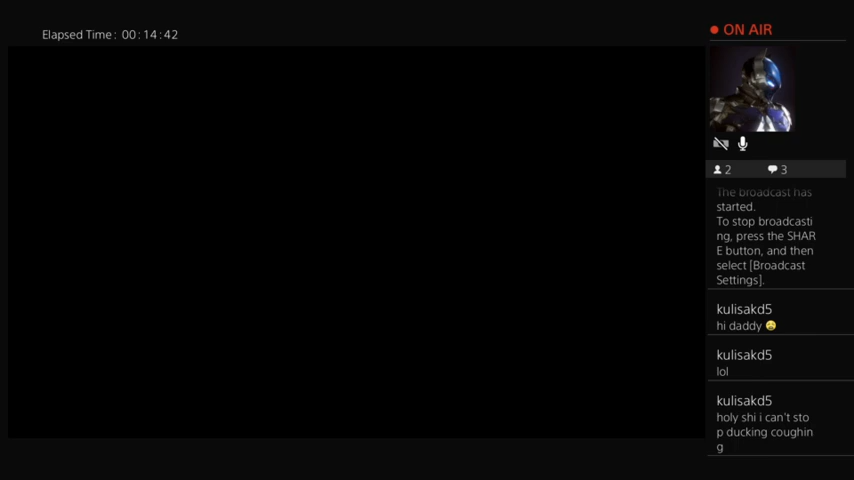 Elapsed Time: 00:14:42
ON AIR
2 3
The broadcast has
started.
To stop broadcasti
ng, press the SHAR
E button, and then
select [Broadcast
Settings].
kulisakd5
hi daddy 😩
kulisakd5
lol
kulisakd5
holy shi i can't sto
p ducking coughin
g